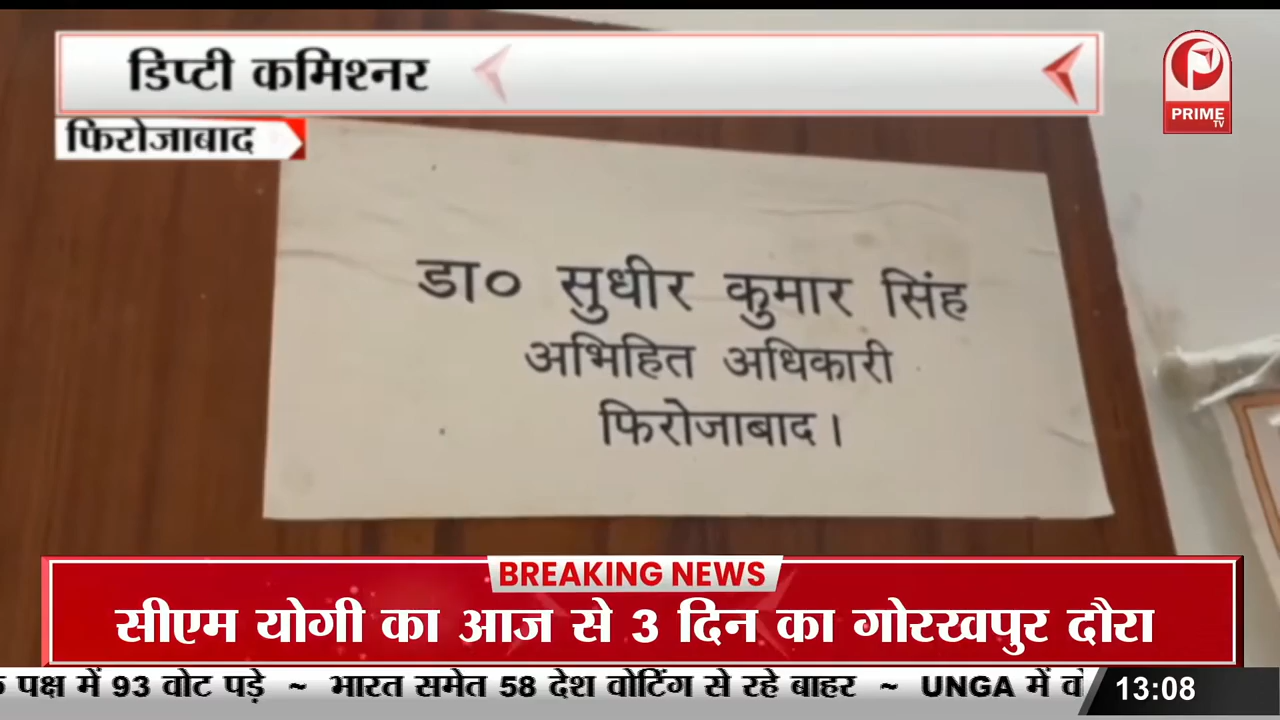 डिप्टी कमिश्नर
फिरोजाबाद
PRIME
TV
डा० सुधीर कुमार सिंह
अभिहित अधिकारी
फिरोजाबाद।
BREAKING NEWS
सीएम योगी का आज से 3 दिन का गोरखपुर दौरा
पक्ष में 93 वोट पड़े ~ भारत समेत 58 देश वोटिंग से रहे बाहर ~ UNGA में
13:08